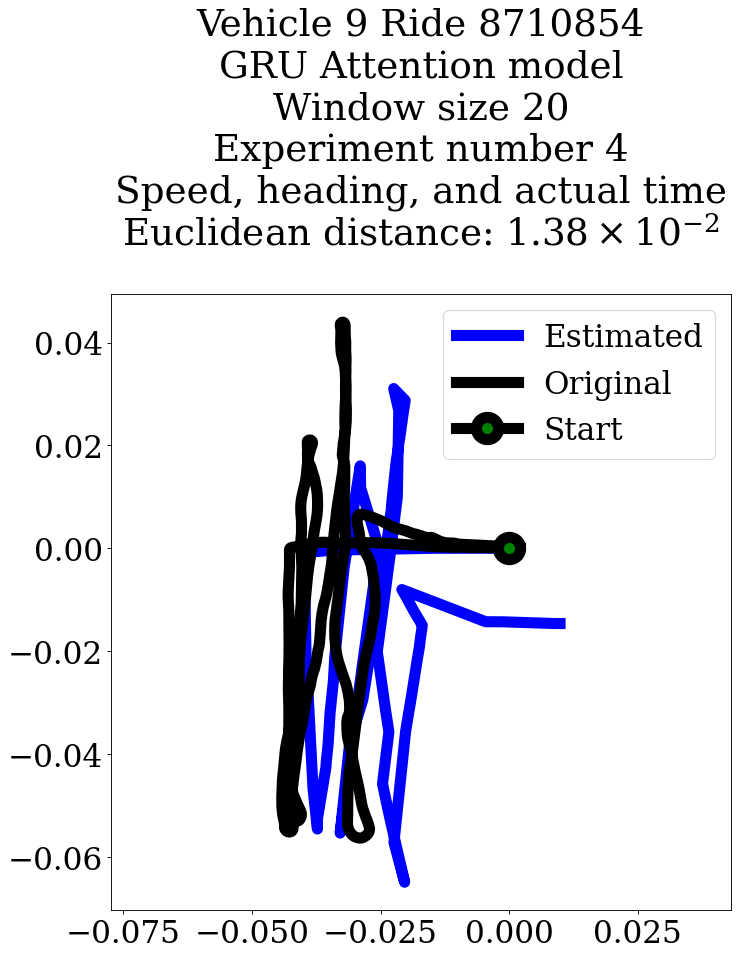 Vehicle 9 Ride 8710854
GRU Attention model
Window size 20
Experiment number 4
Speed, heading, and actual time
Euclidean distance: 1.38 × 10⁻²
Estimated
Original
Start
0.04
0.02
0.00
−0.02
−0.04
−0.06
−0.075 −0.050 −0.025 0.000 0.025